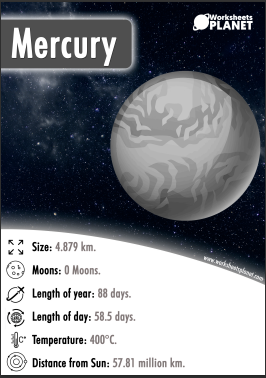 Worksheets
PLANET
Mercury
www.worksheetsplanet.com
Size: 4.879 km.
Moons: 0 Moons.
Length of year: 88 days.
Length of day: 58.5 days.
C° Temperature: 400°C.
Distance from Sun: 57.81 million km.